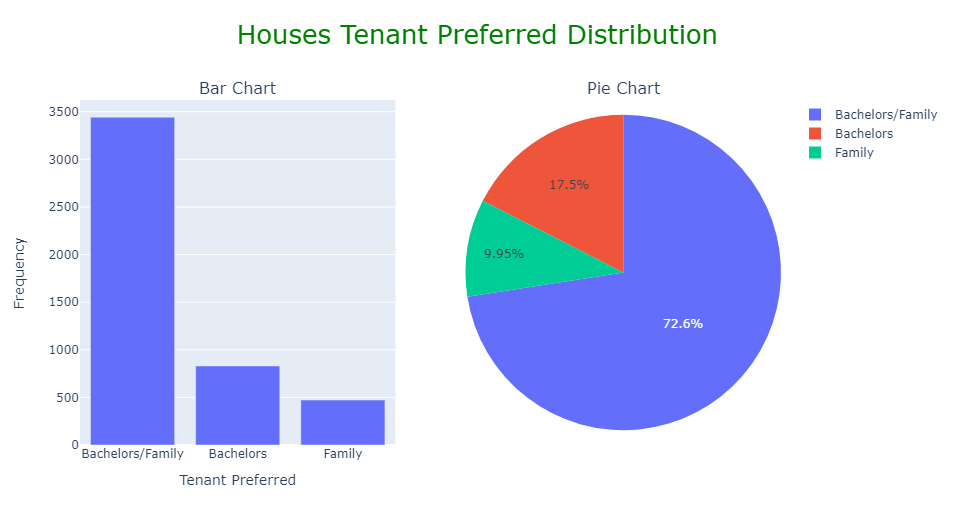 Houses Tenant Preferred Distribution
Bar Chart
3500
3000
2500
2000
1500
1000
500
0
Frequency
Bachelors/Family
Bachelors
Family
Tenant Preferred
Pie Chart
17.5%
9.95%
72.6%
Bachelors/Family
Bachelors
Family